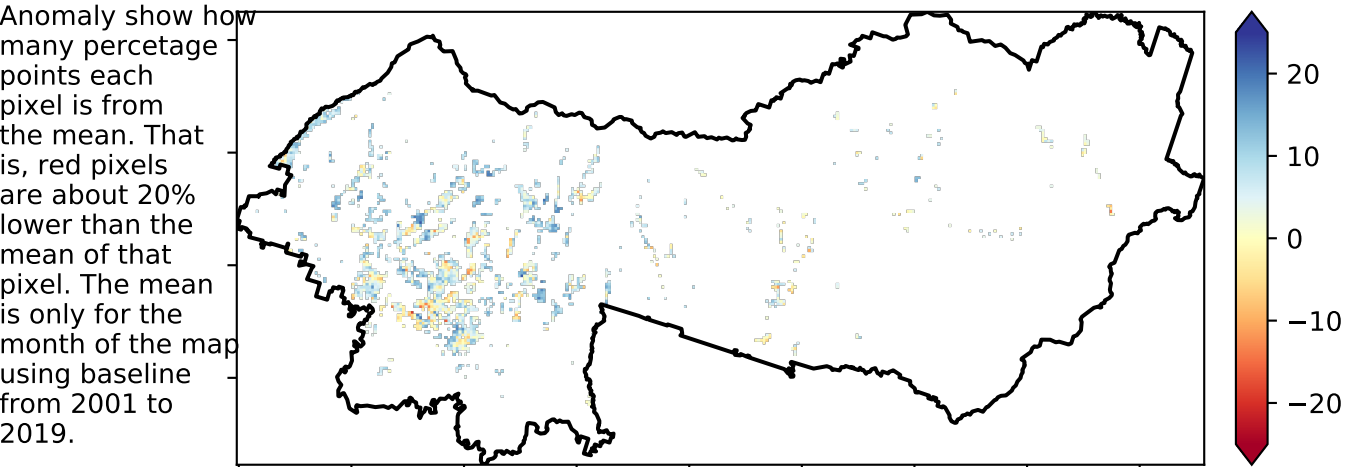 Anomaly show how
many percetage
points each
pixel is from
the mean. That
is, red pixels
are about 20%
lower than the
mean of that
pixel. The mean
is only for the
month of the map
using baseline
from 2001 to
2019.
20
10
0
−10
−20